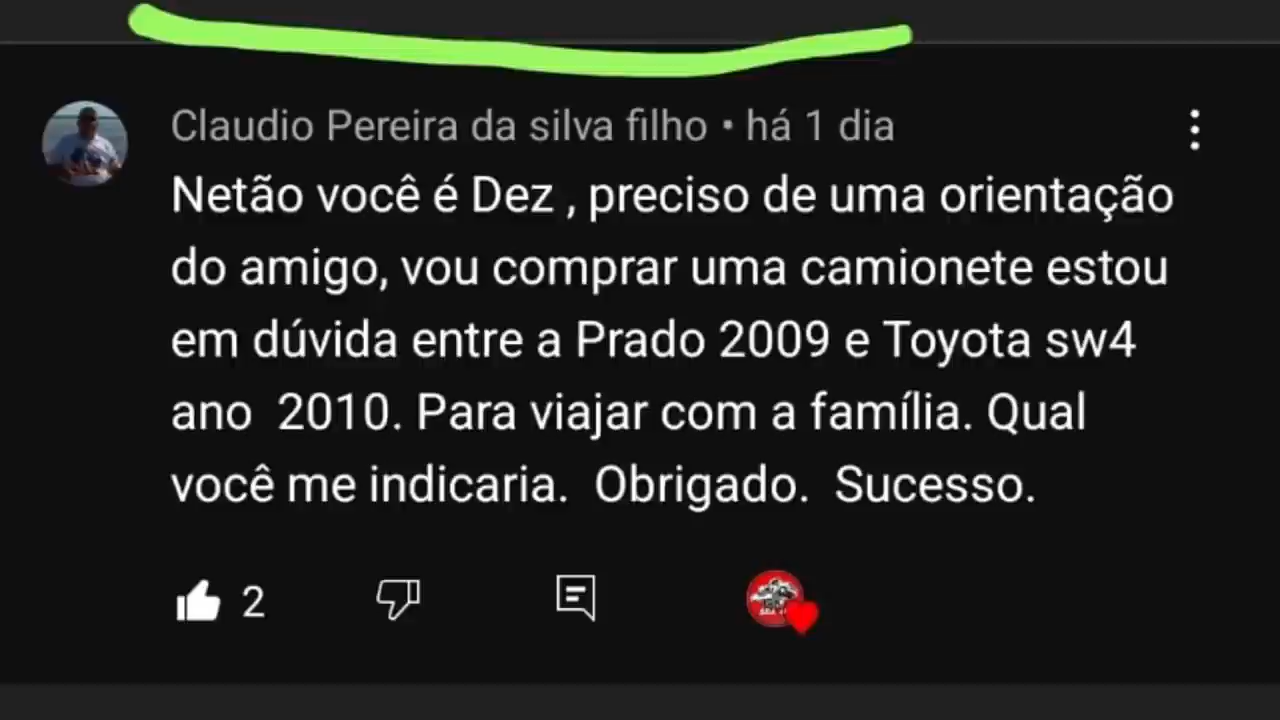 Claudio Pereira da silva filho • há 1 dia
Netão você é Dez , preciso de uma orientação
do amigo, vou comprar uma camionete estou
em dúvida entre a Prado 2009 e Toyota sw4
ano  2010. Para viajar com a família. Qual
você me indicaria.  Obrigado.  Sucesso.
2